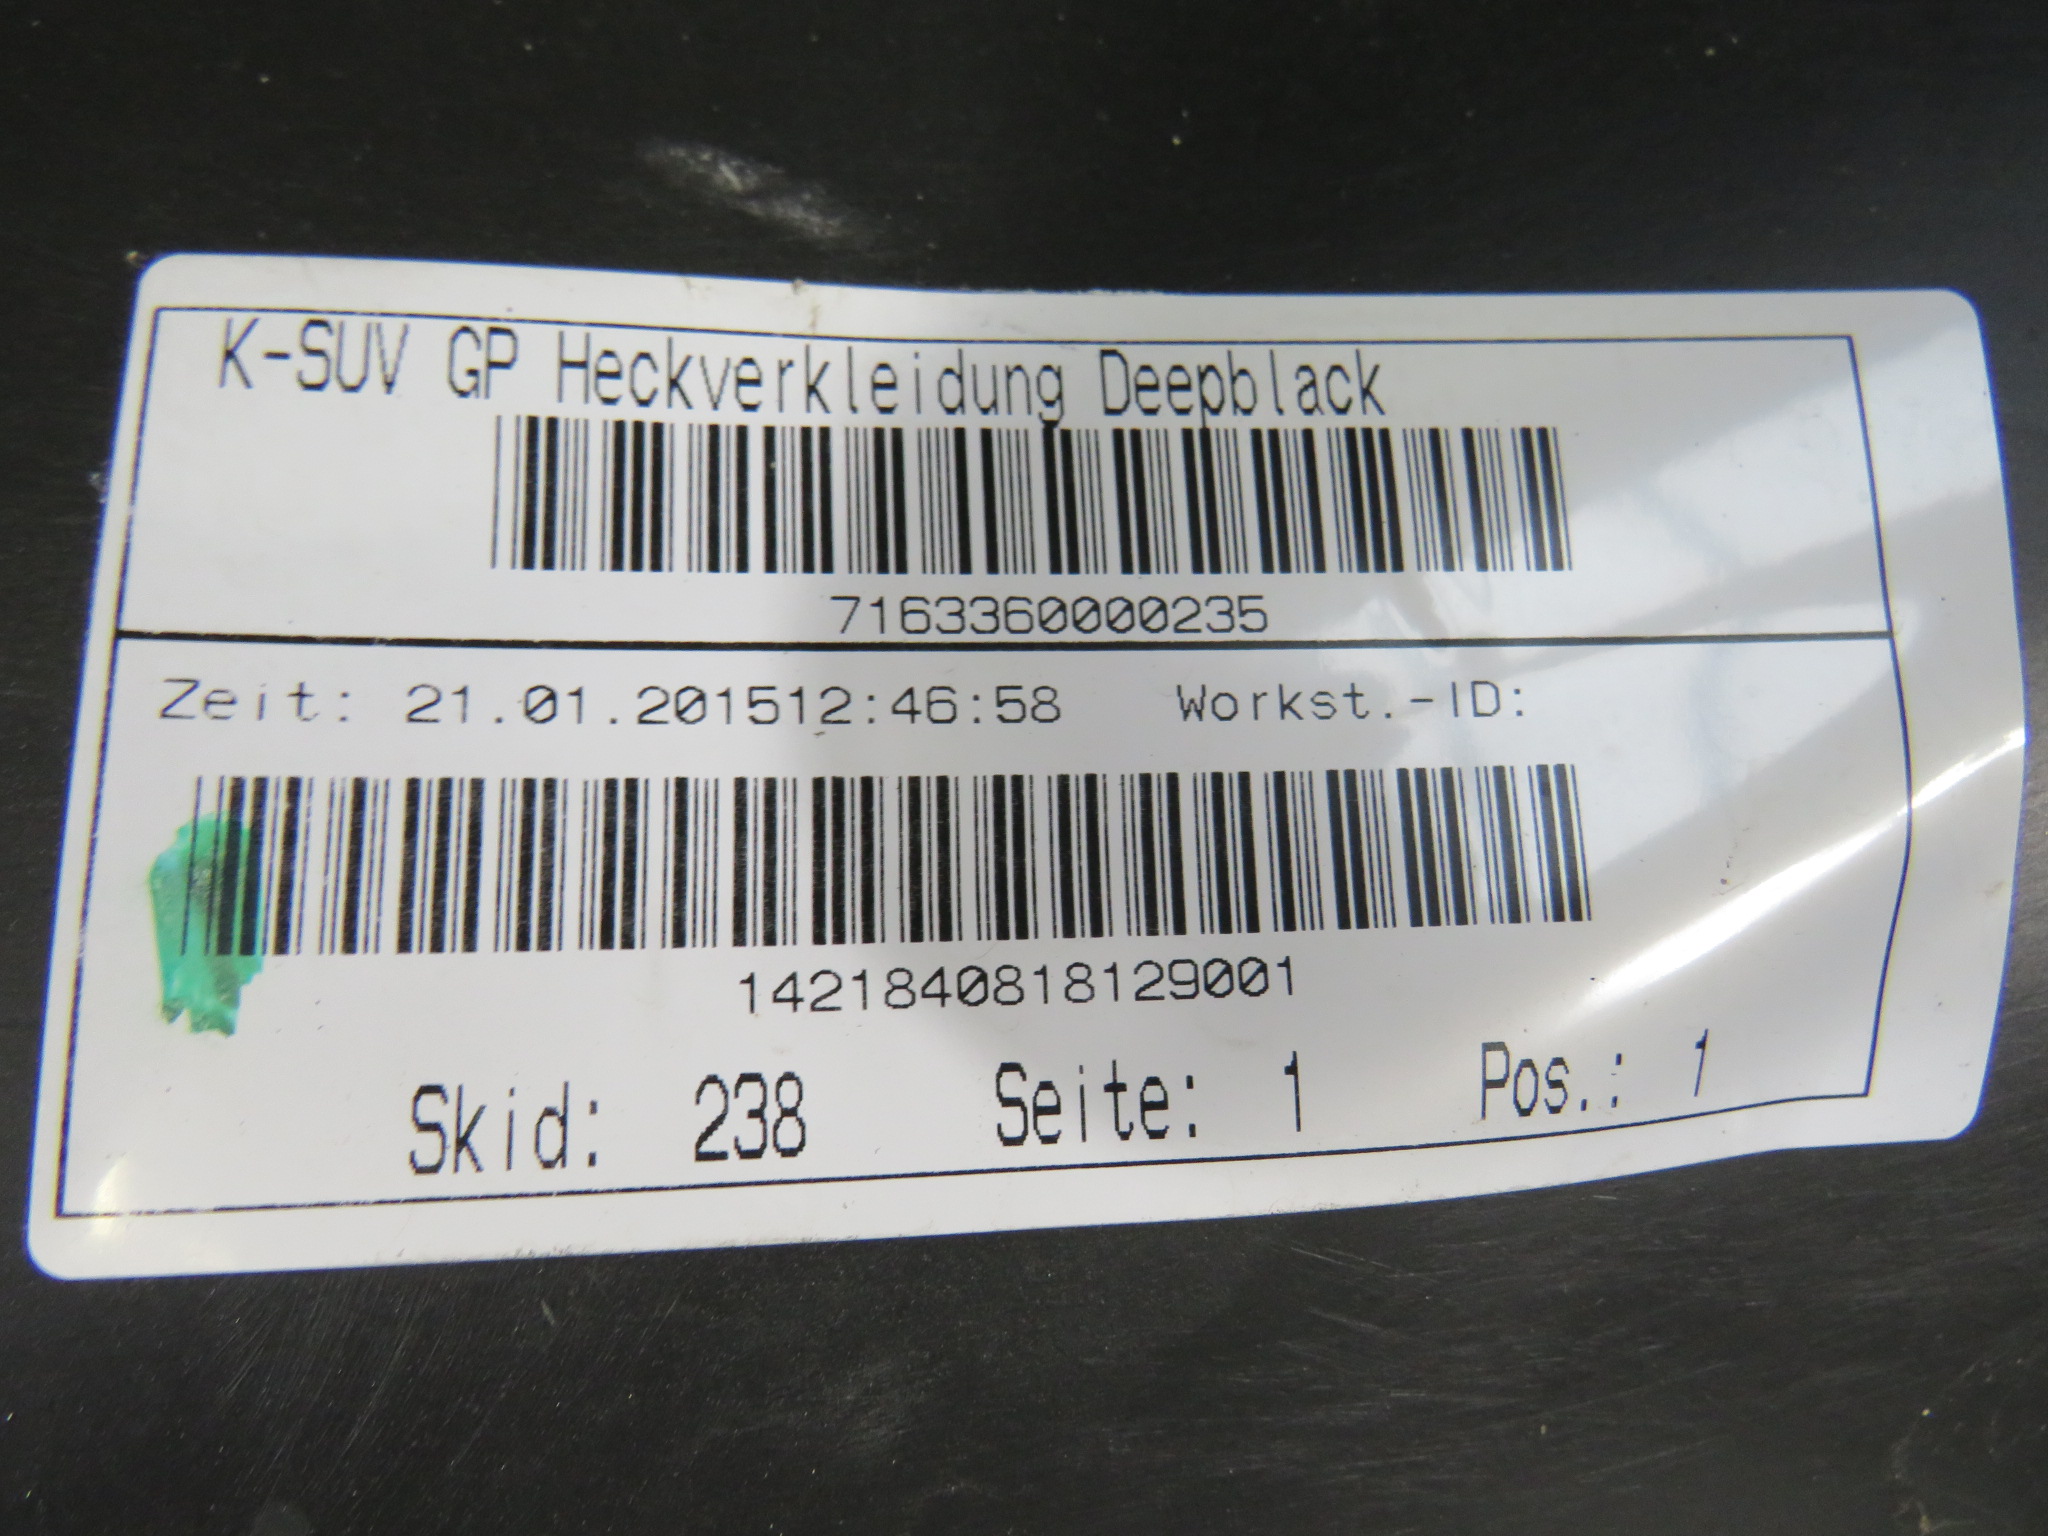 K-SUV GP Heckverkleidung Deepblack
7163360000235
Zeit: 21.01.201512:46:58 Workst.-ID:
1421840818129001
Skid: 238 Seite: 1 Pos.: 1